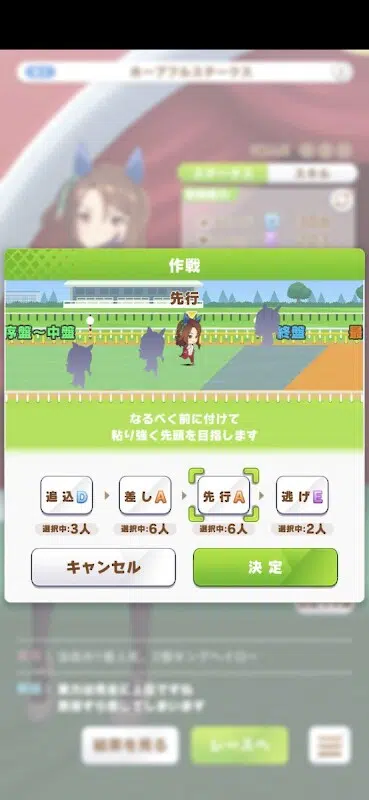 ホープフルステークス
ステータス
スキル
作戦
先行
序盤～中盤
終盤
最
なるべく前に付けて
粘り強く先頭を目指します
追込D
差しA
先行A
逃げE
選択中:3人
選択中:6人
選択中:6人
選択中:2人
キャンセル
決定
結果を見る
レースへ